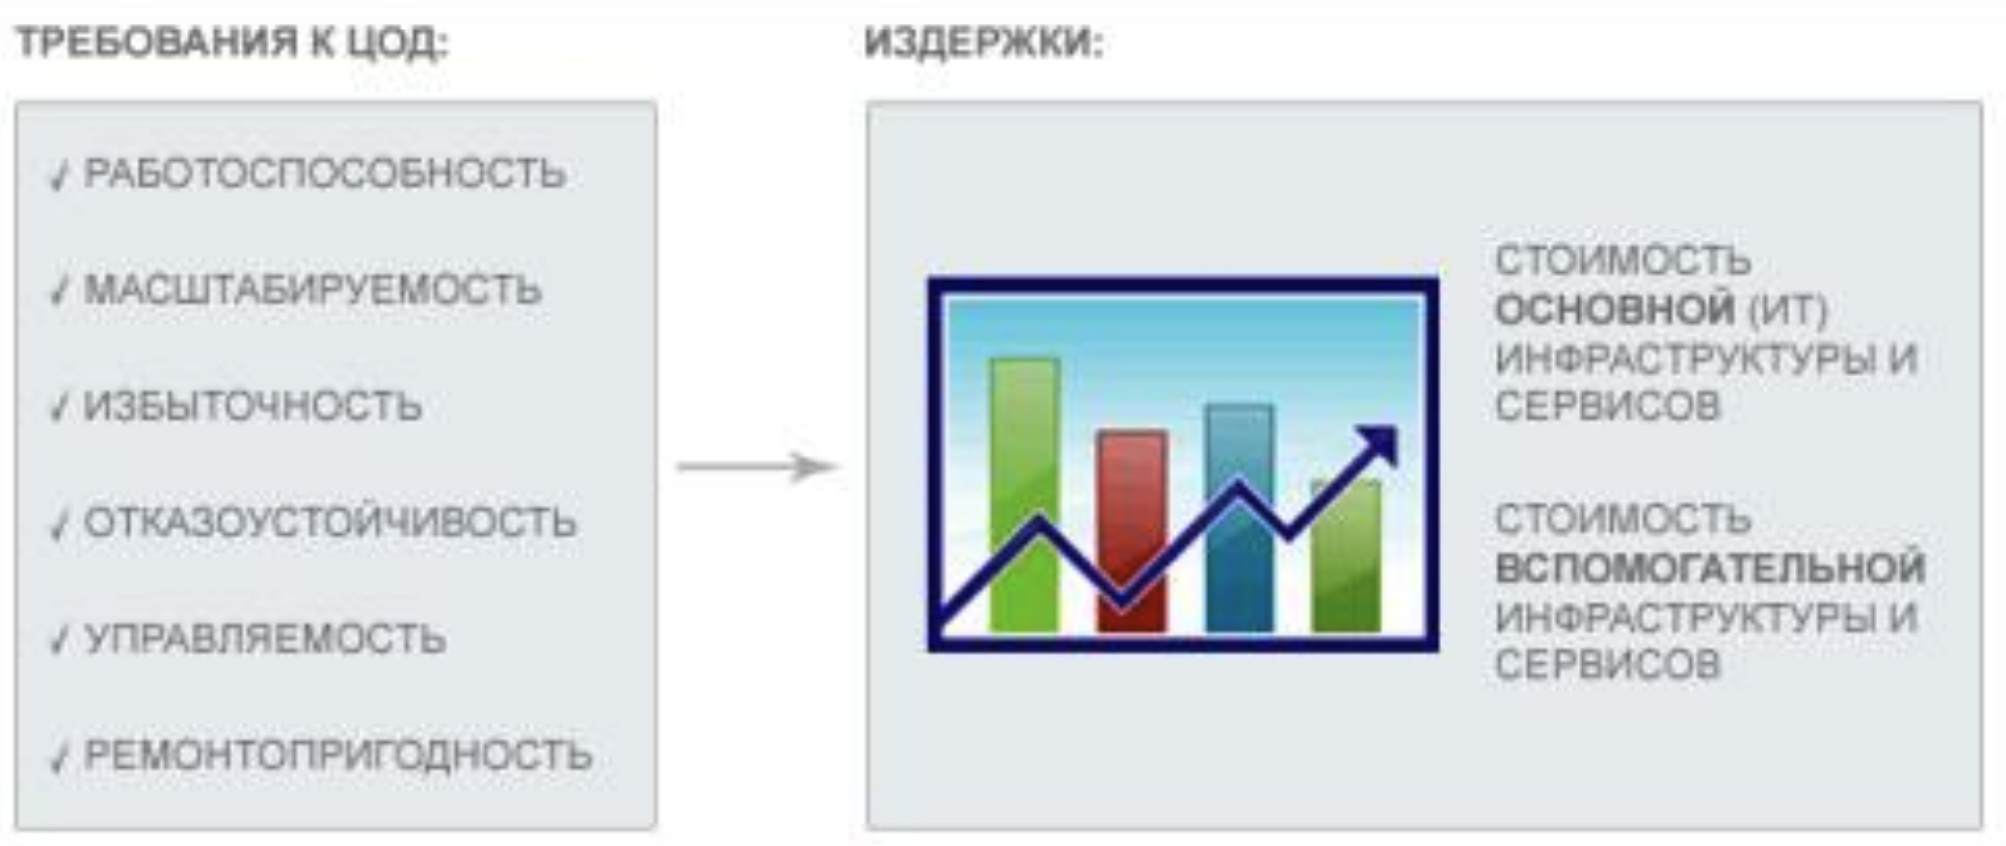 ТРЕБОВАНИЯ К ЦОД:
✓ РАБОТОСПОСОБНОСТЬ
✓ МАСШТАБИРУЕМОСТЬ
✓ ИЗБЫТОЧНОСТЬ
✓ ОТКАЗОУСТОЙЧИВОСТЬ
✓ УПРАВЛЯЕМОСТЬ
✓ РЕМОНТОПРИГОДНОСТЬ
ИЗДЕРЖКИ:
СТОИМОСТЬ
ОСНОВНОЙ (ИТ)
ИНФРАСТРУКТУРЫ И
СЕРВИСОВ
СТОИМОСТЬ
ВСПОМОГАТЕЛЬНОЙ
ИНФРАСТРУКТУРЫ И
СЕРВИСОВ